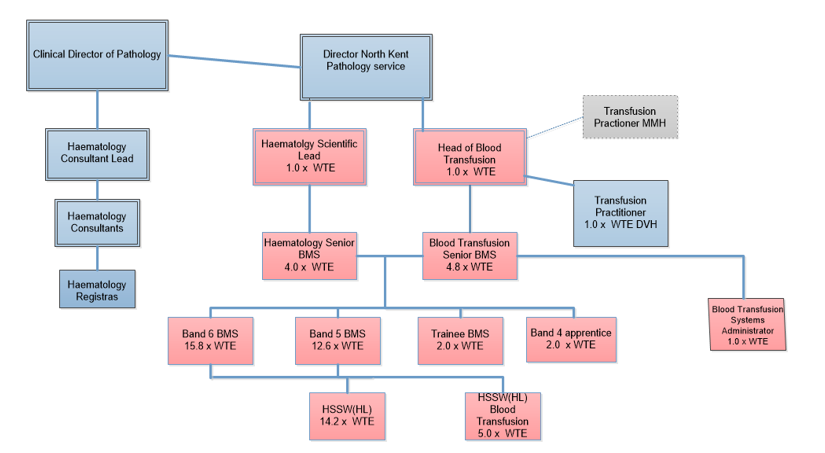 Clinical Director of Pathology
Director North Kent
Pathology service
Transfusion
Practioner MMH
Haematology
Consultant Lead
Haematolgy Scientific
Lead
1.0 x  WTE
Head of Blood
Transfusion
1.0 x  WTE
Transfusion
Practitioner
1.0 x  WTE DVH
Haematology
Consultants
Haematology Senior
BMS
4.0 x  WTE
Blood Transfusion
Senior BMS
4.8 x WTE
Haematology
Registras
Blood Transfusion
Systems
Administrator
1.0 x WTE
Band 6 BMS
15.8 x WTE
Band 5 BMS
12.6 x WTE
Trainee BMS
2.0 x WTE
Band 4 apprentice
2.0  x WTE
HSSW(HL)
14.2 x  WTE
HSSW(HL)
Blood
Transfusion
5.0 x  WTE